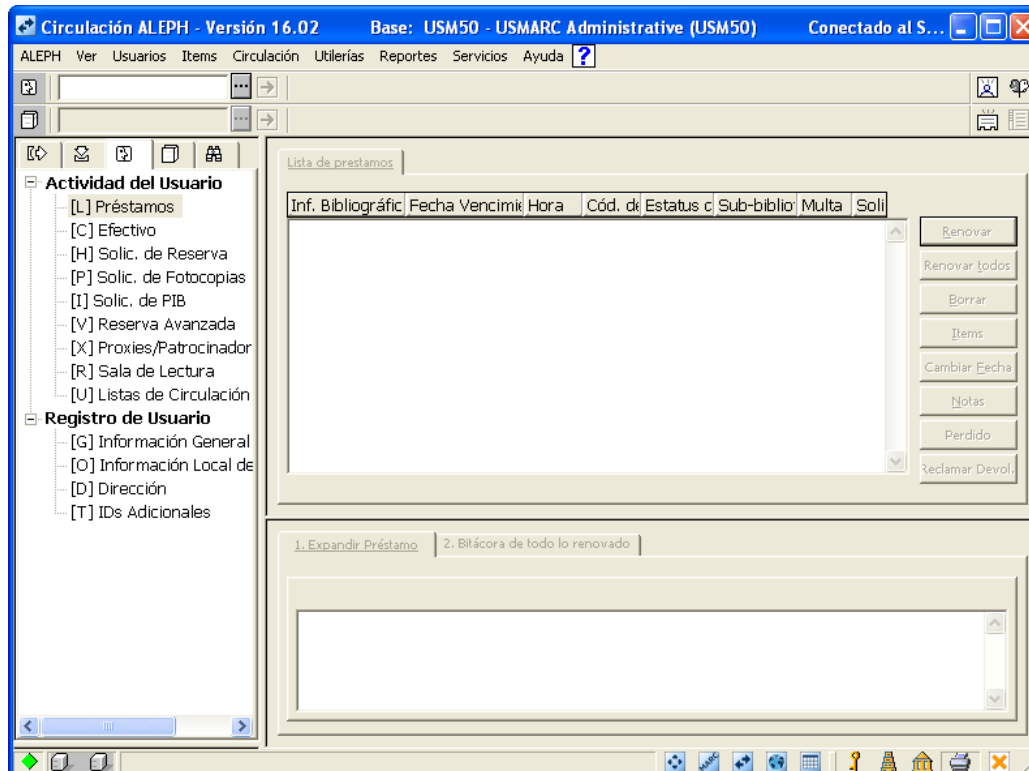 Circulación ALEPH - Versión 16.02 Base: USM50 - USMARC Administrative (USM50) Conectado al S...
ALEPH Ver Usuarios Items Circulación Utilerías Reportes Servicios Ayuda ?
Lista de prestamos
Actividad del Usuario
[L] Préstamos
[C] Efectivo
[H] Solic. de Reserva
[P] Solic. de Fotocopias
[I] Solic. de PIB
[V] Reserva Avanzada
[X] Proxies/Patrocinador
[R] Sala de Lectura
[U] Listas de Circulación
Registro de Usuario
[G] Información General
[O] Información Local de
[D] Dirección
[T] IDs Adicionales
Inf. Bibliográfic Fecha Vencimie Hora Cód. de Estatus c Sub-biblio Multa Soli
Renovar
Renovar todos
Borrar
Items
Cambiar Fecha
Notas
Perdido
Reclamar Devol.
1. Expandir Préstamo 2. Bitácora de todo lo renovado
MARC